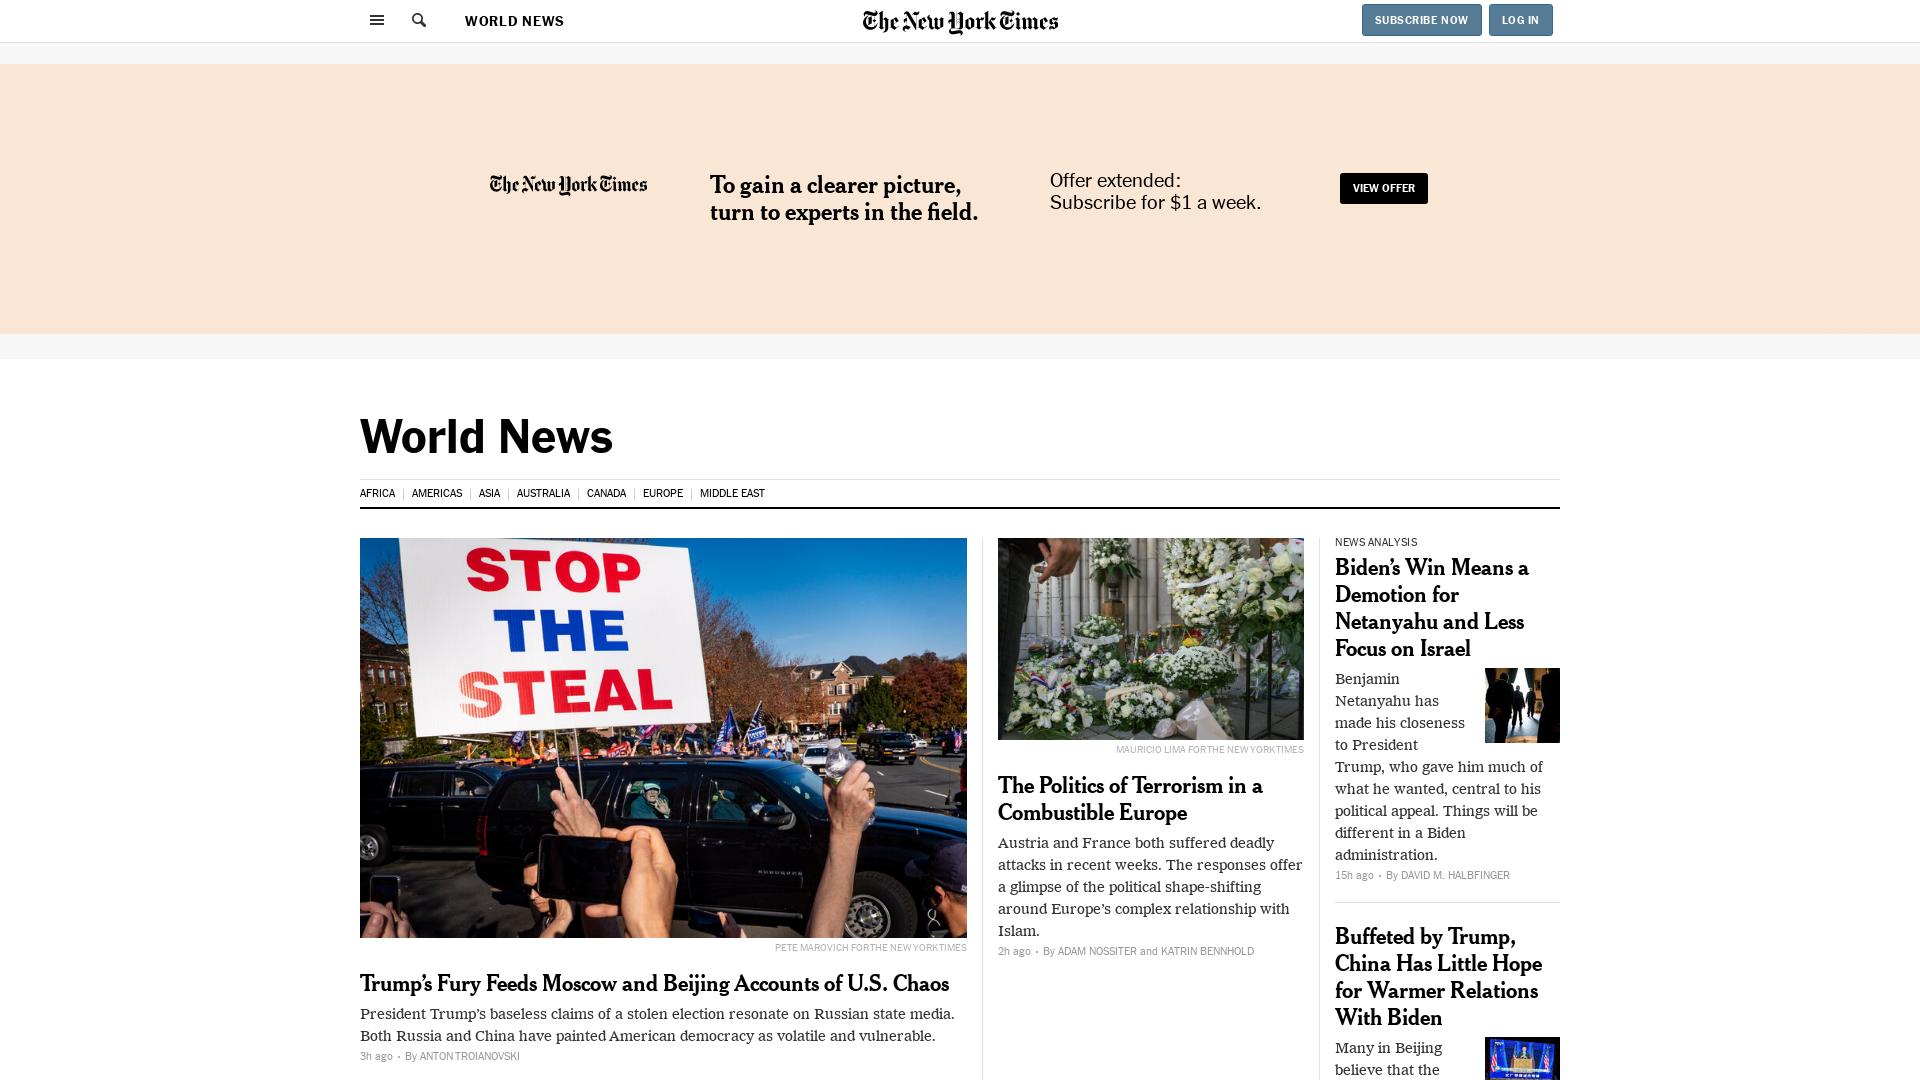 WORLD NEWS
The New York Times
SUBSCRIBE NOW
LOG IN
The New York Times
To gain a clearer picture,
turn to experts in the field.
Offer extended:
Subscribe for $1 a week.
VIEW OFFER
World News
AFRICA
AMERICAS
ASIA
AUSTRALIA
CANADA
EUROPE
MIDDLE EAST
STOP
THE
STEAL
PETE MAROVICH FOR THE NEW YORK TIMES
Trump’s Fury Feeds Moscow and Beijing Accounts of U.S. Chaos
President Trump’s baseless claims of a stolen election resonate on Russian state media.
Both Russia and China have painted American democracy as volatile and vulnerable.
3h ago • By ANTON TROIANOVSKI
MAURICIO LIMA FOR THE NEW YORK TIMES
The Politics of Terrorism in a
Combustible Europe
Austria and France both suffered deadly
attacks in recent weeks. The responses offer
a glimpse of the political shape-shifting
around Europe’s complex relationship with
Islam.
2h ago • By ADAM NOSSITER and KATRIN BENNHOLD
NEWS ANALYSIS
Biden’s Win Means a
Demotion for
Netanyahu and Less
Focus on Israel
Benjamin
Netanyahu has
made his closeness
to President
Trump, who gave him much of
what he wanted, central to his
political appeal. Things will be
different in a Biden
administration.
15h ago • By DAVID M. HALBFINGER
Buffeted by Trump,
China Has Little Hope
for Warmer Relations
With Biden
Many in Beijing
believe that the